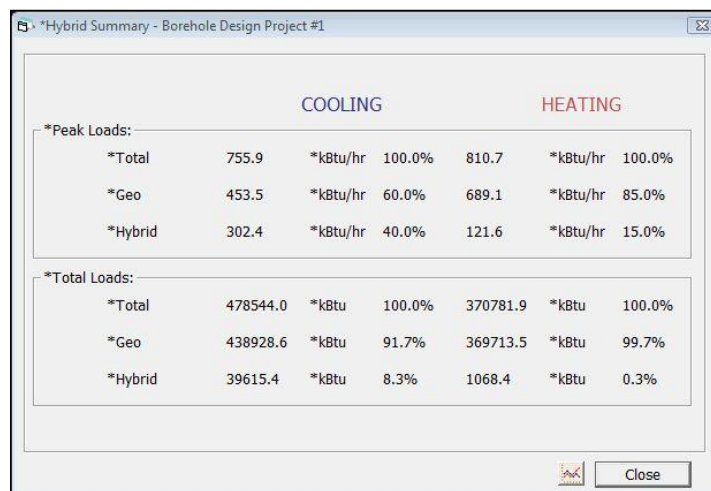 *Hybrid Summary - Borehole Design Project #1
COOLING HEATING
*Peak Loads:
*Total 755.9 *kBtu/hr 100.0% 810.7 *kBtu/hr 100.0%
*Geo 453.5 *kBtu/hr 60.0% 689.1 *kBtu/hr 85.0%
*Hybrid 302.4 *kBtu/hr 40.0% 121.6 *kBtu/hr 15.0%
*Total Loads:
*Total 478544.0 *kBtu 100.0% 370781.9 *kBtu 100.0%
*Geo 438928.6 *kBtu 91.7% 369713.5 *kBtu 99.7%
*Hybrid 39615.4 *kBtu 8.3% 1068.4 *kBtu 0.3%
Close